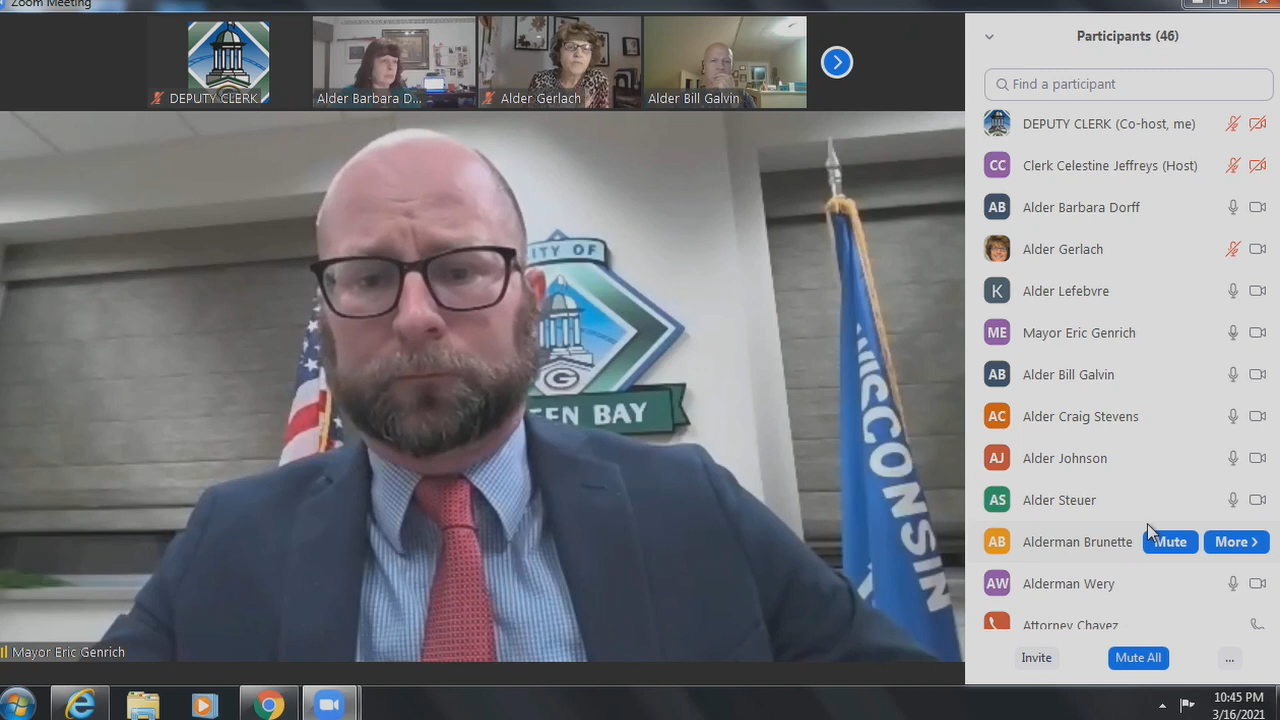 Zoom Meeting
DEPUTY CLERK
Alder Barbara D...
Alder Gerlach
Alder Bill Galvin
CITY OF
G
EEN BAY
WISCONSIN
Mayor Eric Genrich
Participants (46)
Find a participant
DEPUTY CLERK (Co-host, me)
CC Clerk Celestine Jeffreys (Host)
AB Alder Barbara Dorff
Alder Gerlach
K Alder Lefebvre
ME Mayor Eric Genrich
AB Alder Bill Galvin
AC Alder Craig Stevens
AJ Alder Johnson
AS Alder Steuer
AB Alderman Brunette Mute More >
AW Alderman Wery
Attorney Chavez
Invite Mute All ...
10:45 PM
3/16/2021